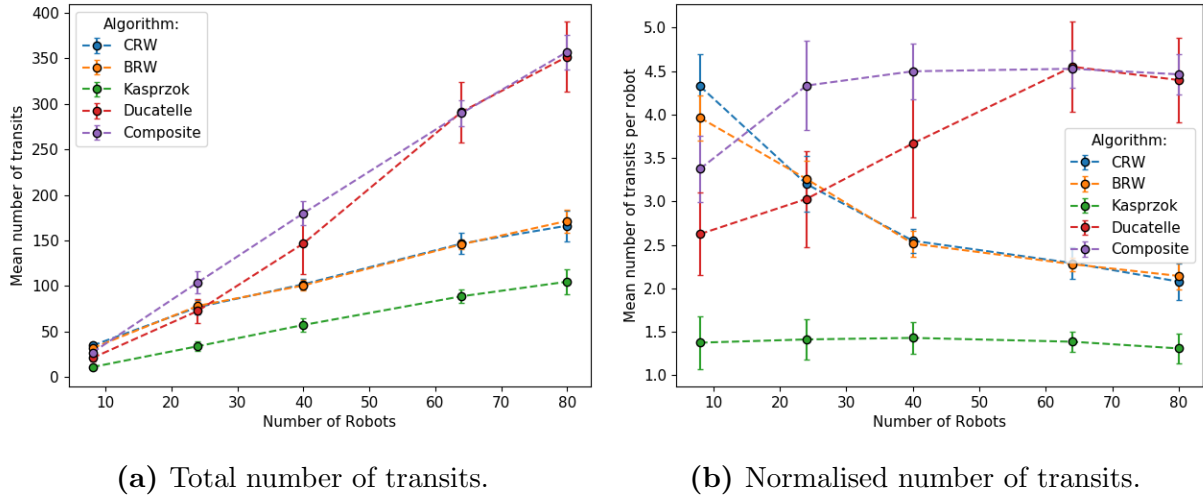 400
350
300
250
200
150
100
50
0
Mean number of transits
Algorithm:
CRW
BRW
Kasprzok
Ducatelle
Composite
10 20 30 40 50 60 70 80
Number of Robots
5.0
4.5
4.0
3.5
3.0
2.5
2.0
1.5
1.0
Mean number of transits per robot
Algorithm:
CRW
BRW
Kasprzok
Ducatelle
Composite
10 20 30 40 50 60 70 80
Number of Robots
(a) Total number of transits.
(b) Normalised number of transits.